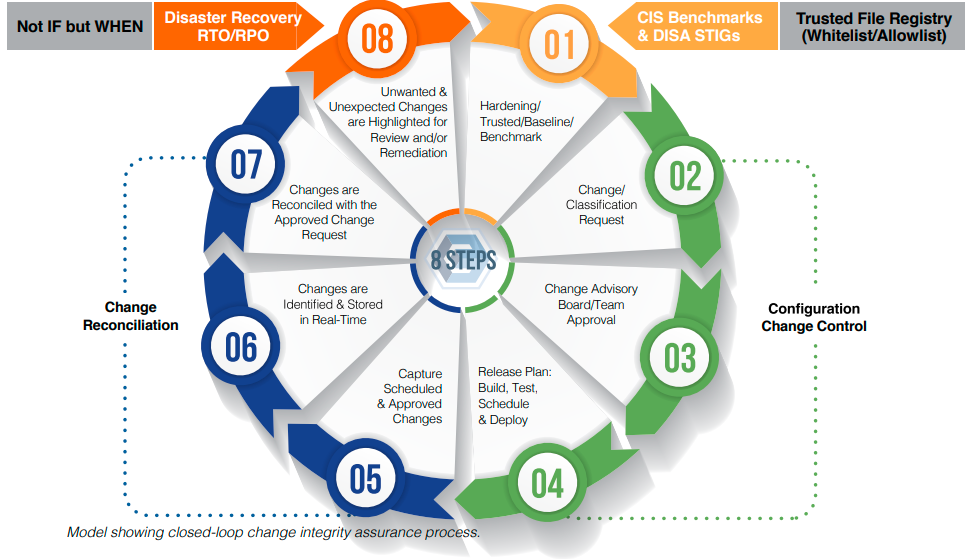 Not IF but WHEN
Disaster Recovery
RTO/RPO
CIS Benchmarks
& DISA STIGs
Trusted File Registry
(Whitelist/Allowlist)
08
Unwanted &
Unexpected Changes
are Highlighted for
Review and/or
Remediation
01
Hardening/
Trusted/Baseline/
Benchmark
07
Changes are
Reconciled with the
Approved Change
Request
02
Change/
Classification
Request
8 STEPS
Change
Reconciliation
06
Changes are
Identified & Stored
in Real-Time
Change Advisory
Board/Team
Approval
03
Configuration
Change Control
05
Capture
Scheduled
& Approved
Changes
Release Plan:
Build, Test,
Schedule
& Deploy
04
Model showing closed-loop change integrity assurance process.